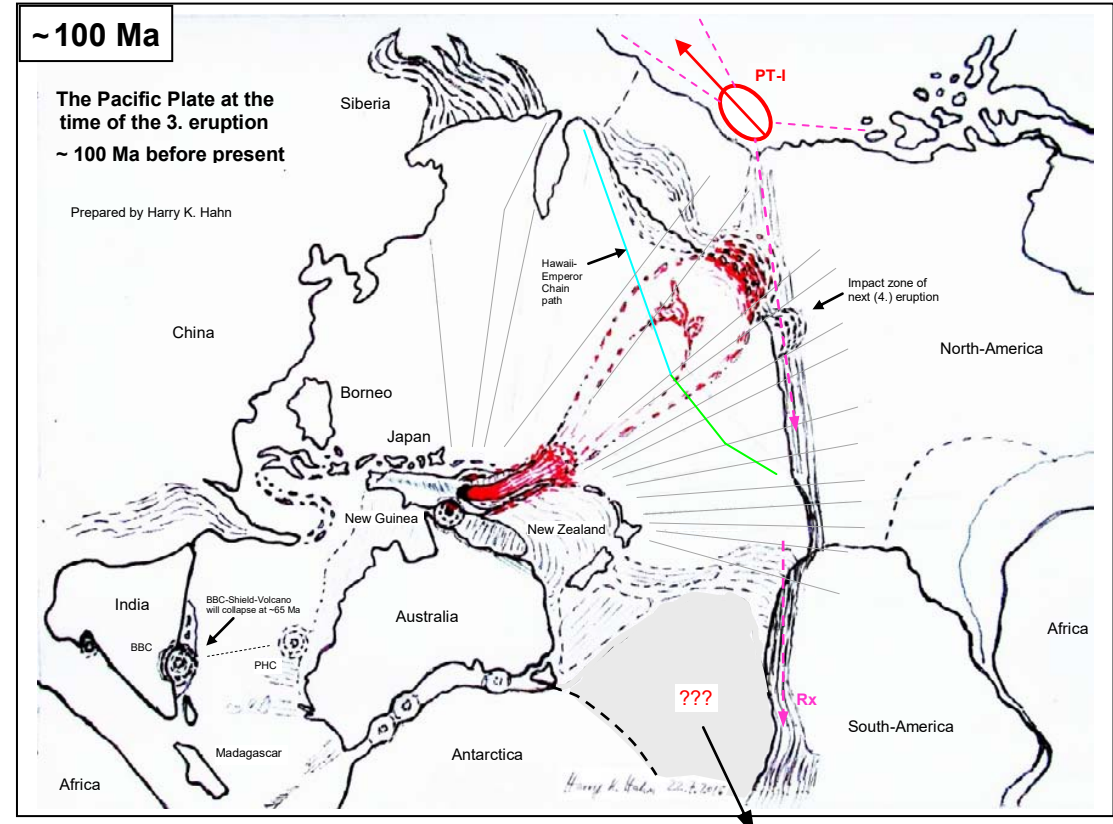 ~ 100 Ma
The Pacific Plate at the
time of the 3. eruption
~ 100 Ma before present
Prepared by Harry K. Hahn
Siberia
PT-I
Hawaii-
Emperor
Chain
path
Impact zone of
next (4.) eruption
China
North-America
Borneo
Japan
New Guinea
New Zealand
India
BBC-Shield-Volcano
will collapse at ~65 Ma
BBC
PHC
Australia
Africa
???
Rx
South-America
Madagascar
Antarctica
Africa
Harry K. Hahn 22.7.2016